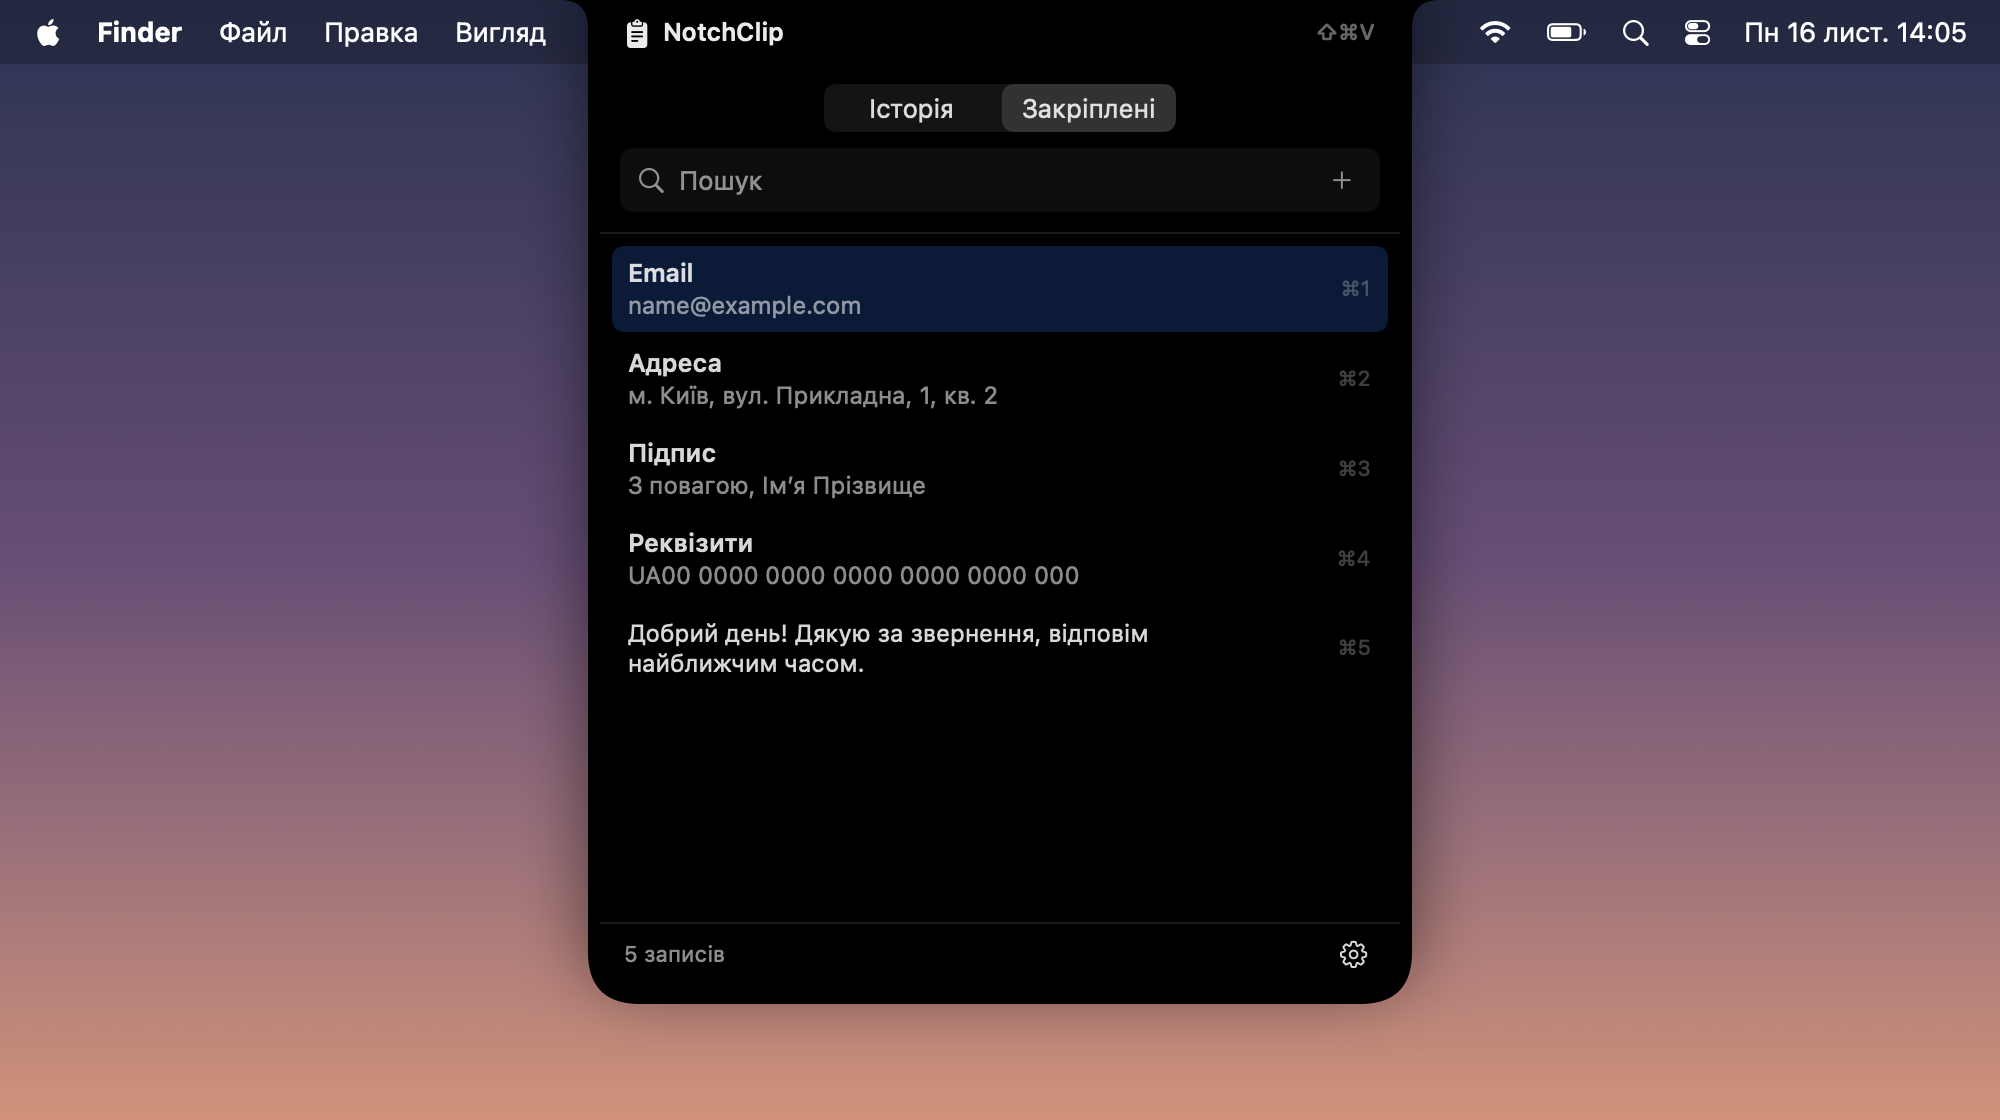 Finder Файл Правка Вигляд
NotchClip ⇧⌘V
Пн 16 лист. 14:05
Історія Закріплені
Пошук +
Email
name@example.com
⌘1
Адреса
м. Київ, вул. Прикладна, 1, кв. 2
⌘2
Підпис
З повагою, Ім’я Прізвище
⌘3
Реквізити
UA00 0000 0000 0000 0000 0000 000
⌘4
Добрий день! Дякую за звернення, відповім
найближчим часом.
⌘5
5 записів